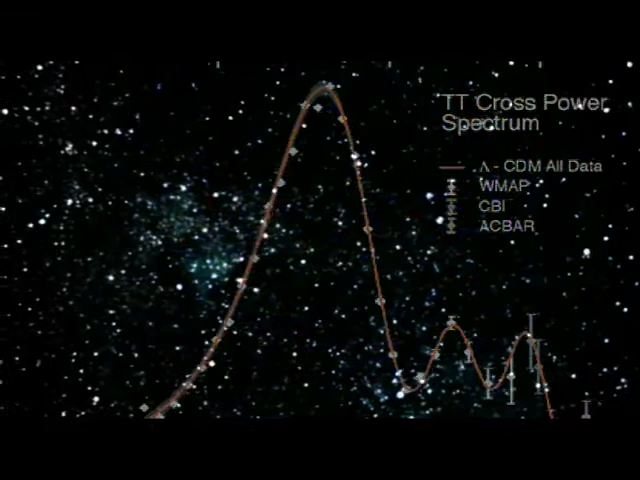 TT Cross Power
Spectrum
Λ - CDM All Data
WMAP
CBI
ACBAR